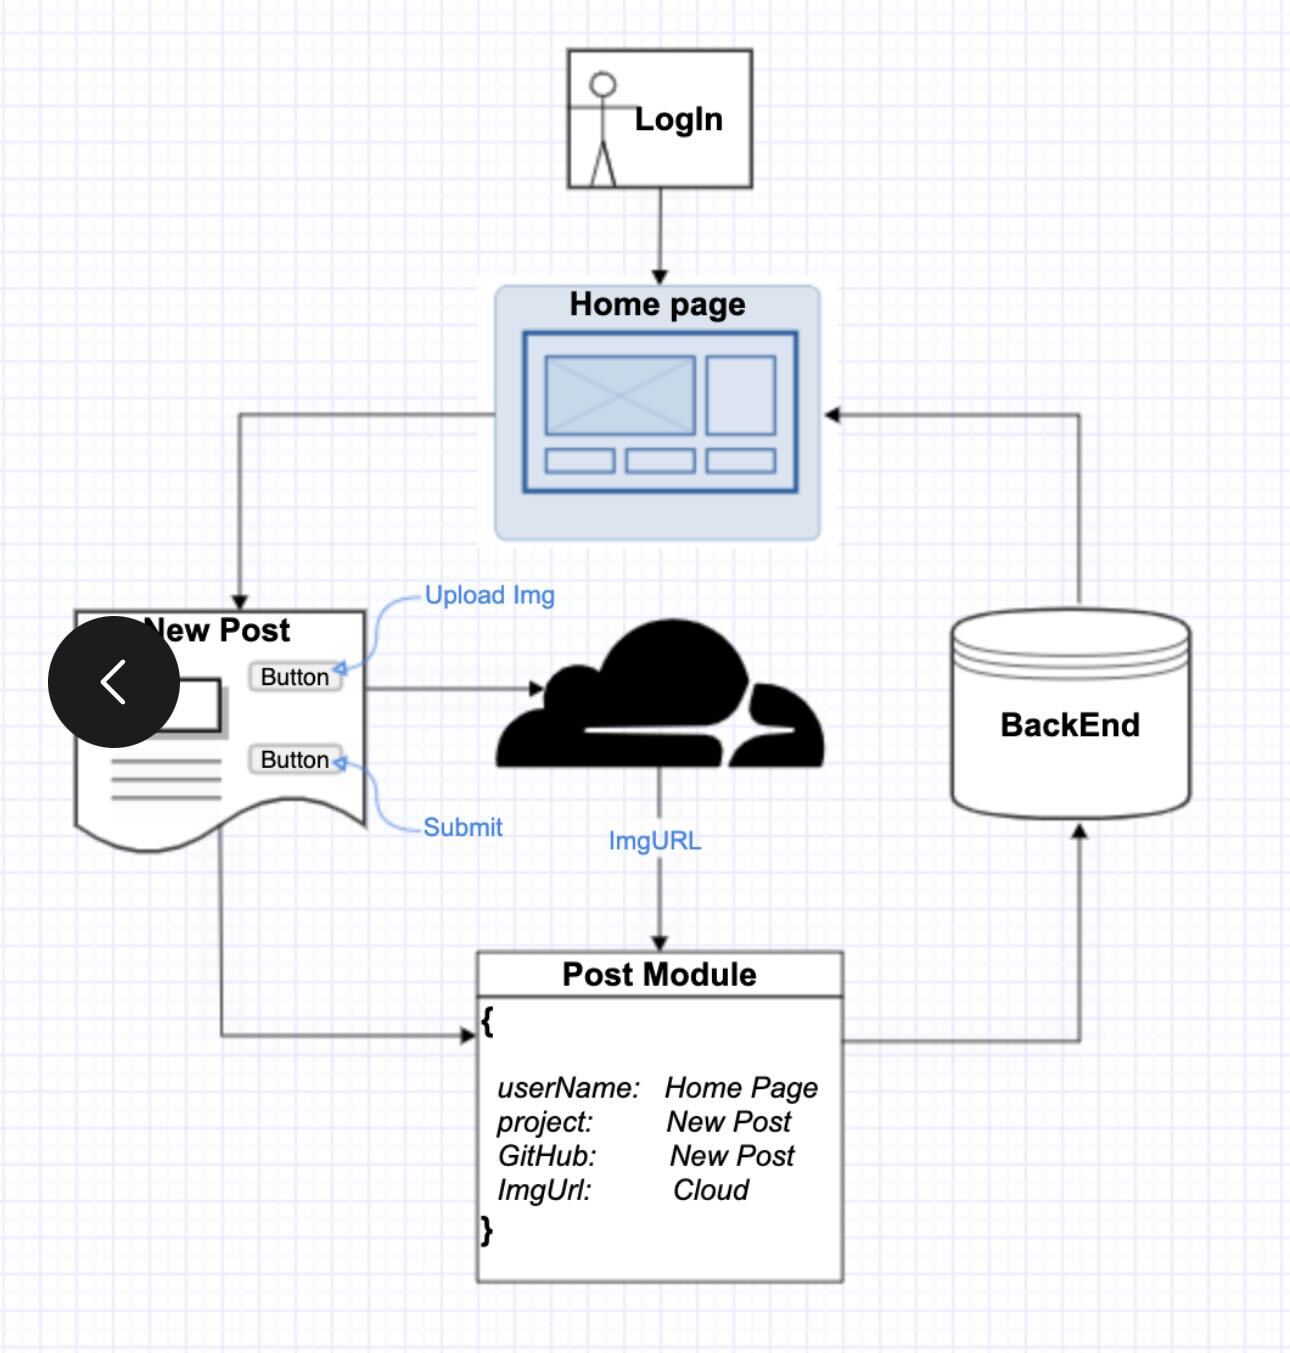 LogIn
Home page
Upload Img
New Post
Button
Button
Submit
BackEnd
ImgURL
Post Module
{
userName: Home Page
project: New Post
GitHub: New Post
ImgUrl: Cloud
}